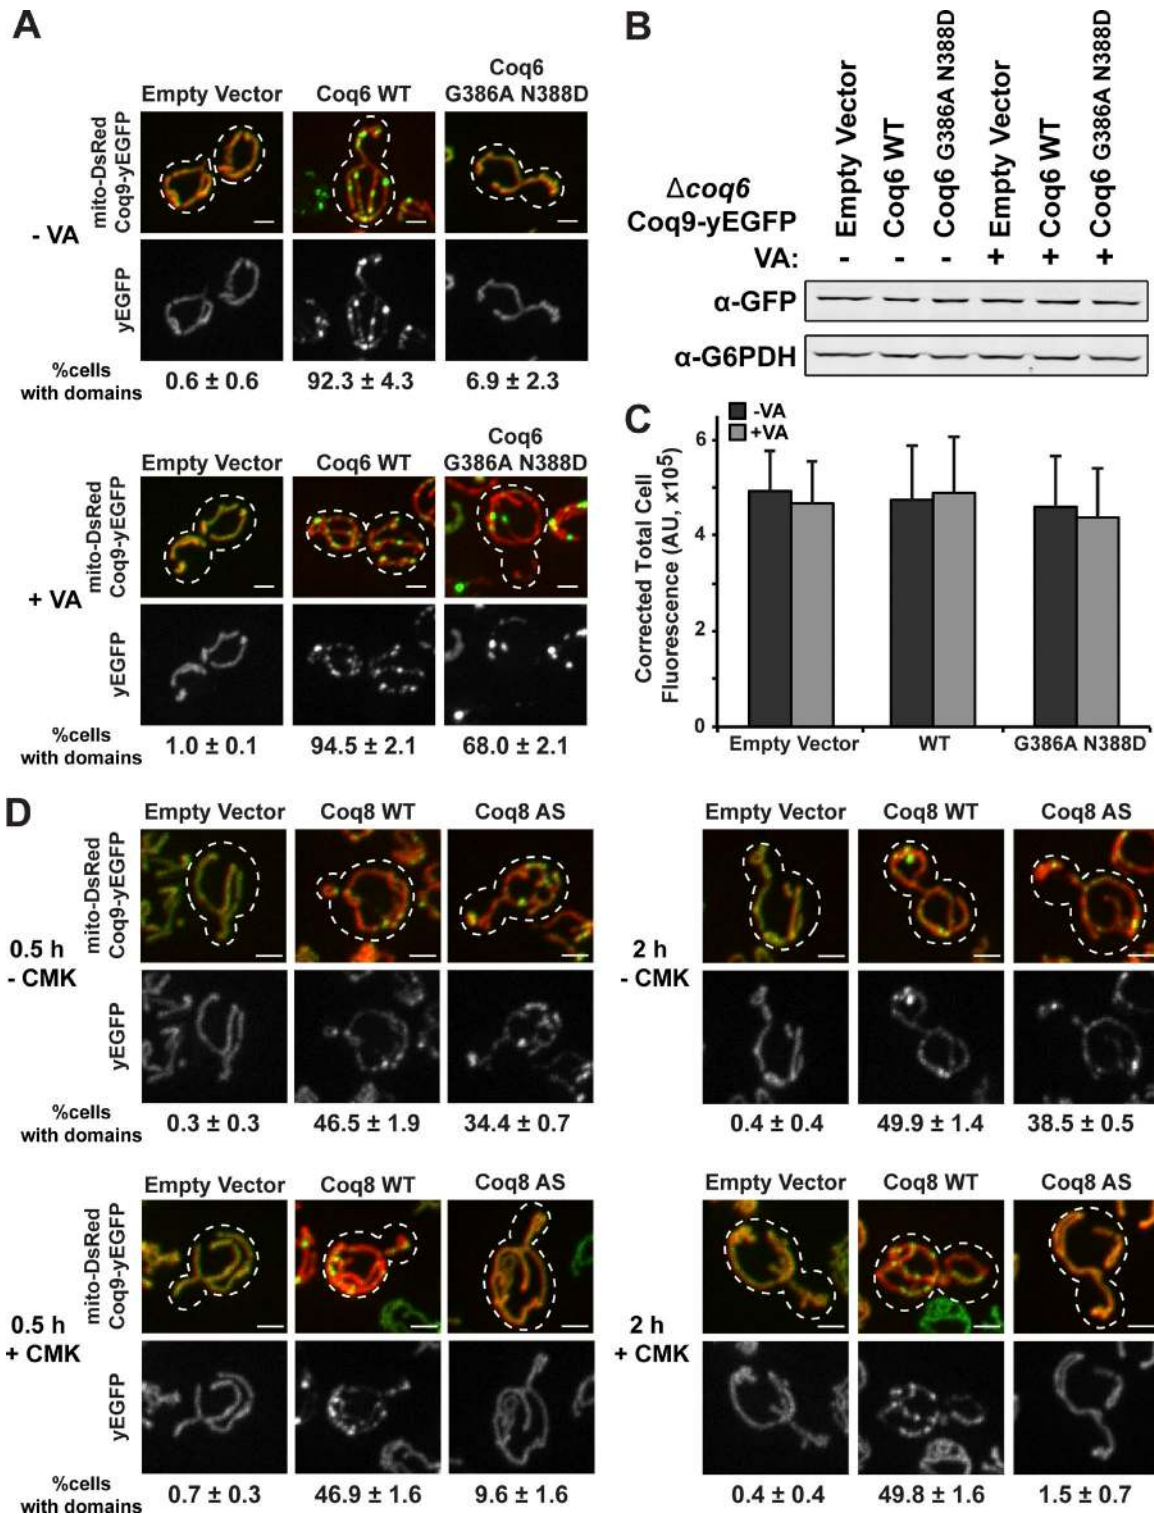 A
Empty Vector
Coq6 WT
Coq6
G386A N388D
mito-DsRed
Coq9-yEGFP
- VA
yEGFP
%cells
with domains
0.6 ± 0.6
92.3 ± 4.3
6.9 ± 2.3
Empty Vector
Coq6 WT
Coq6
G386A N388D
mito-DsRed
Coq9-yEGFP
+ VA
yEGFP
%cells
with domains
1.0 ± 0.1
94.5 ± 2.1
68.0 ± 2.1
B
Empty Vector
Coq6 WT
Coq6 G386A N388D
Empty Vector
Coq6 WT
Coq6 G386A N388D
Δcoq6
Coq9-yEGFP
VA: - - - + + +
α-GFP
α-G6PDH
C
-VA
+VA
Corrected Total Cell
Fluorescence (AU, x10⁵)
6
4
2
0
Empty Vector
WT
G386A N388D
D
Empty Vector
Coq8 WT
Coq8 AS
mito-DsRed
Coq9-yEGFP
0.5 h
- CMK
yEGFP
%cells
with domains
0.3 ± 0.3
46.5 ± 1.9
34.4 ± 0.7
Empty Vector
Coq8 WT
Coq8 AS
2 h
- CMK
0.4 ± 0.4
49.9 ± 1.4
38.5 ± 0.5
Empty Vector
Coq8 WT
Coq8 AS
mito-DsRed
Coq9-yEGFP
0.5 h
+ CMK
yEGFP
%cells
with domains
0.7 ± 0.3
46.9 ± 1.6
9.6 ± 1.6
Empty Vector
Coq8 WT
Coq8 AS
2 h
+ CMK
0.4 ± 0.4
49.8 ± 1.6
1.5 ± 0.7